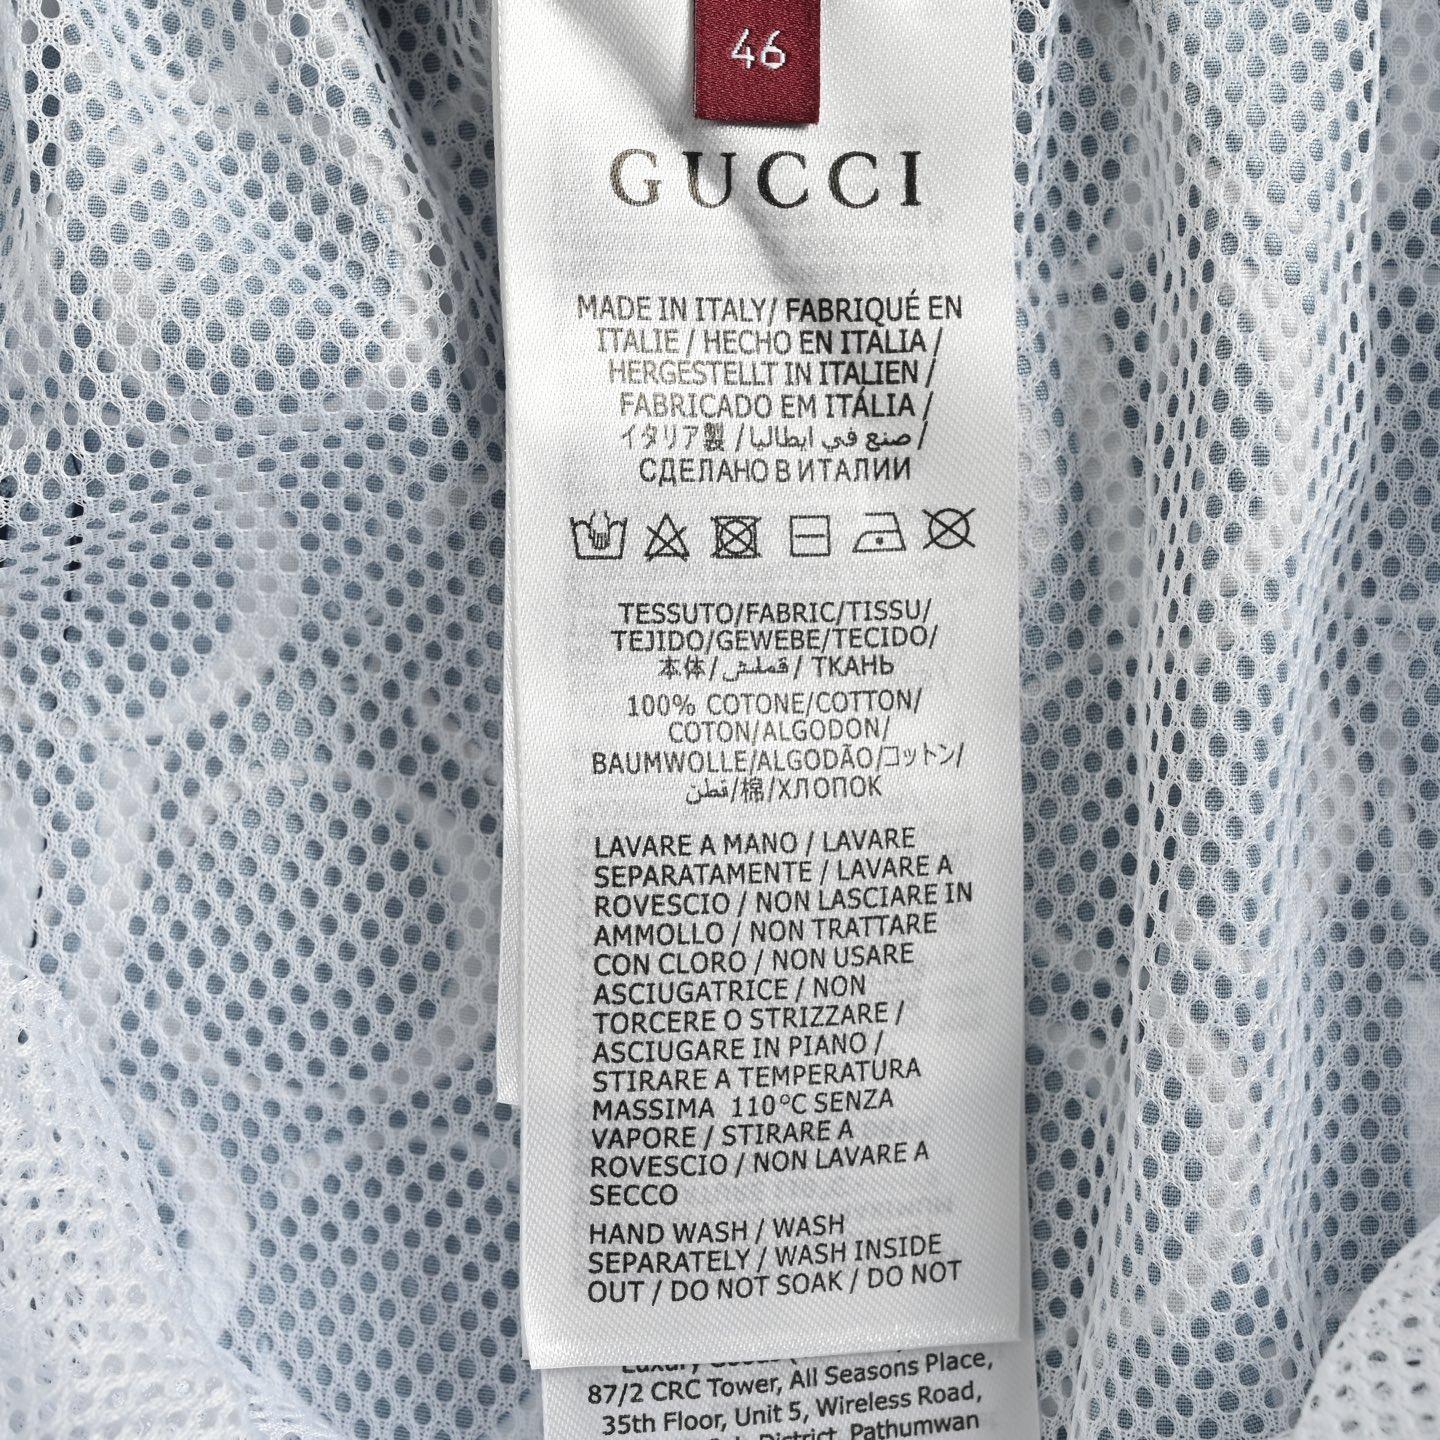 46
GUCCI
MADE IN ITALY/ FABRIQUÉ EN
ITALIE / HECHO EN ITALIA /
HERGESTELLT IN ITALIEN /
FABRICADO EM ITÁLIA /
イタリア製 / صنع في ايطاليا /
СДЕЛАНО В ИТАЛИИ
TESSUTO/FABRIC/TISSU/
TEJIDO/GEWEBE/TECIDO/
本体/قملش/ ТКАНЬ
100% COTONE/COTTON/
COTON/ALGODON/
BAUMWOLLE/ALGODÃO/コットン/
قطن/棉/ХЛОПОК
LAVARE A MANO / LAVARE
SEPARATAMENTE / LAVARE A
ROVESCIO / NON LASCIARE IN
AMMOLLO / NON TRATTARE
CON CLORO / NON USARE
ASCIUGATRICE / NON
TORCERE O STRIZZARE /
ASCIUGARE IN PIANO /
STIRARE A TEMPERATURA
MASSIMA 110°C SENZA
VAPORE / STIRARE A
ROVESCIO / NON LAVARE A
SECCO
HAND WASH / WASH
SEPARATELY / WASH INSIDE
OUT / DO NOT SOAK / DO NOT
Luxury Goods
87/2 CRC Tower, All Seasons Place,
35th Floor, Unit 5, Wireless Road,
District, Pathumwan